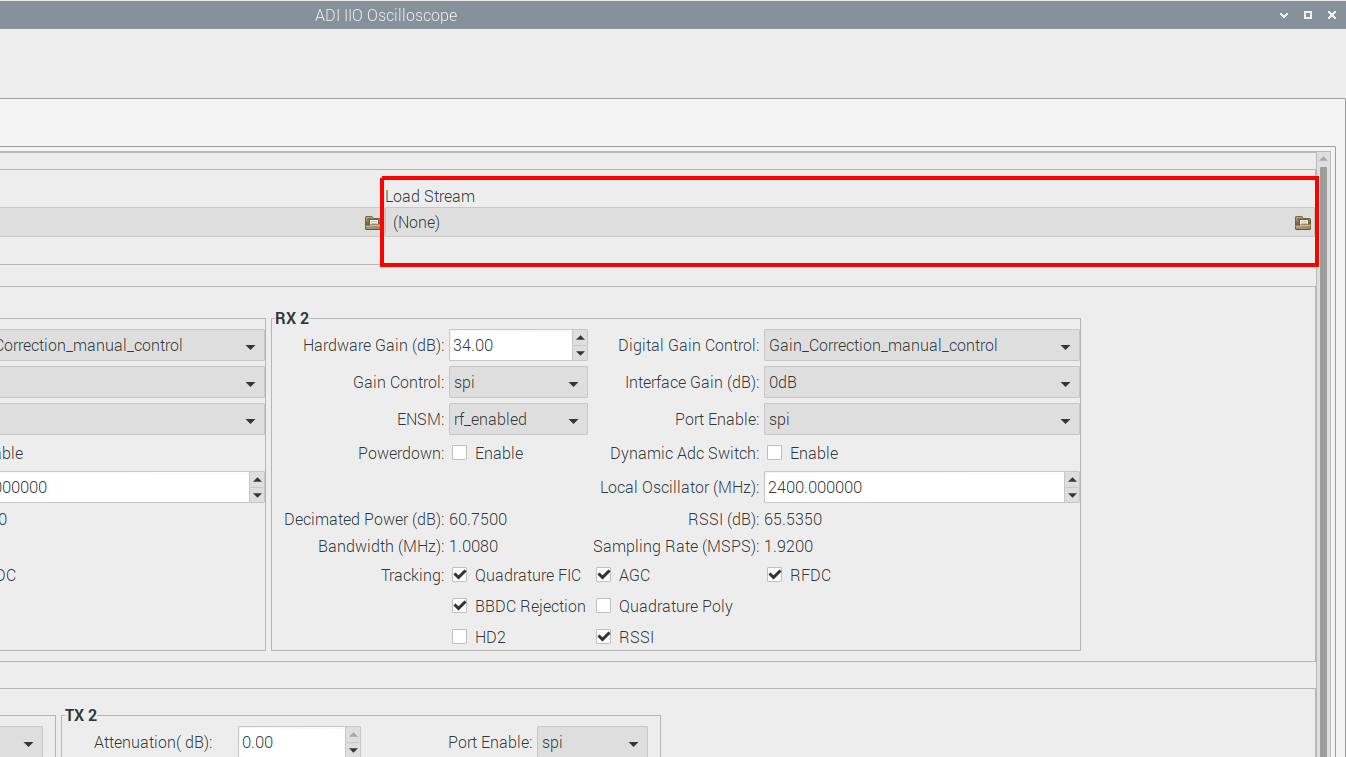 ADI IIO Oscilloscope
Load Stream
(None)
RX 2
Correction_manual_control
Hardware Gain (dB): 34.00 Digital Gain Control: Gain_Correction_manual_control
Gain Control: spi Interface Gain (dB): 0dB
ENSM: rf_enabled Port Enable: spi
able Powerdown: Enable Dynamic Adc Switch: Enable
000000 Local Oscillator (MHz): 2400.000000
0 Decimated Power (dB): 60.7500 RSSI (dB): 65.5350
Bandwidth (MHz): 1.0080 Sampling Rate (MSPS): 1.9200
DC Tracking: Quadrature FIC AGC RFDC
BBDC Rejection Quadrature Poly
HD2 RSSI
TX 2
Attenuation( dB): 0.00 Port Enable: spi